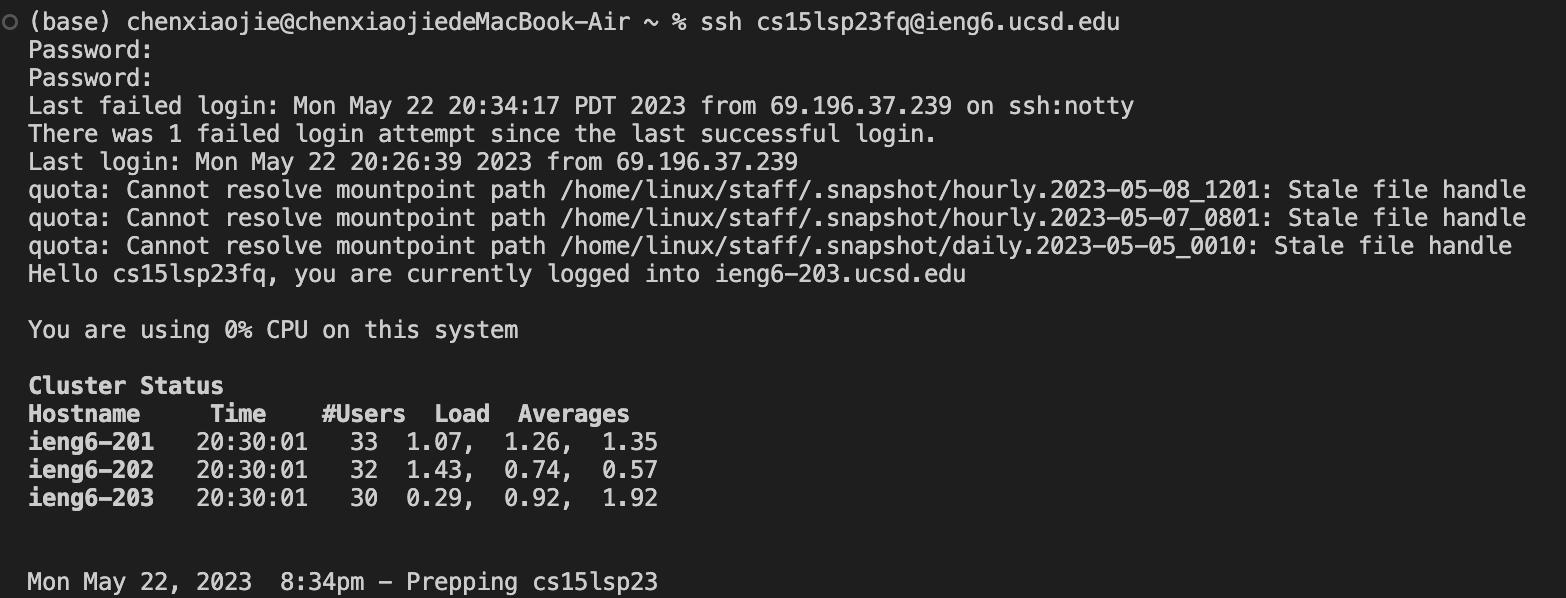 (base) chenxiaojie@chenxiaojiedeMacBook-Air ~ % ssh cs15lsp23fq@ieng6.ucsd.edu
Password:
Password:
Last failed login: Mon May 22 20:34:17 PDT 2023 from 69.196.37.239 on ssh:notty
There was 1 failed login attempt since the last successful login.
Last login: Mon May 22 20:26:39 2023 from 69.196.37.239
quota: Cannot resolve mountpoint path /home/linux/staff/.snapshot/hourly.2023-05-08_1201: Stale file handle
quota: Cannot resolve mountpoint path /home/linux/staff/.snapshot/hourly.2023-05-07_0801: Stale file handle
quota: Cannot resolve mountpoint path /home/linux/staff/.snapshot/daily.2023-05-05_0010: Stale file handle
Hello cs15lsp23fq, you are currently logged into ieng6-203.ucsd.edu
You are using 0% CPU on this system
Cluster Status
Hostname Time #Users Load Averages
ieng6-201 20:30:01 33 1.07, 1.26, 1.35
ieng6-202 20:30:01 32 1.43, 0.74, 0.57
ieng6-203 20:30:01 30 0.29, 0.92, 1.92
Mon May 22, 2023 8:34pm - Prepping cs15lsp23